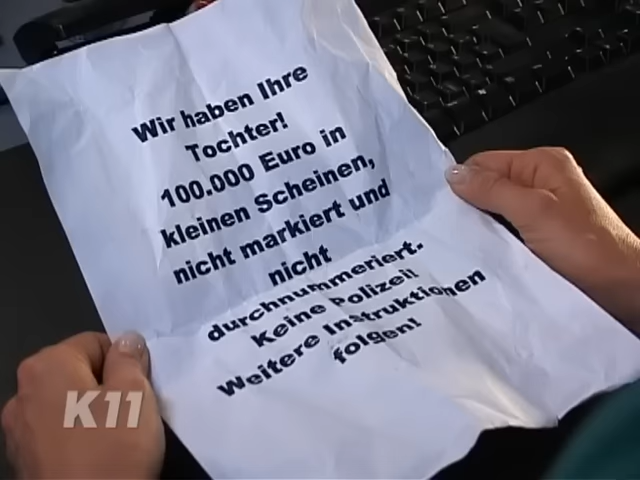 Wir haben Ihre
Tochter!
100.000 Euro in
kleinen Scheinen,
nicht markiert und
nicht
durchnummeriert.
Keine Polizei!
Weitere Instruktionen
folgen!
K11